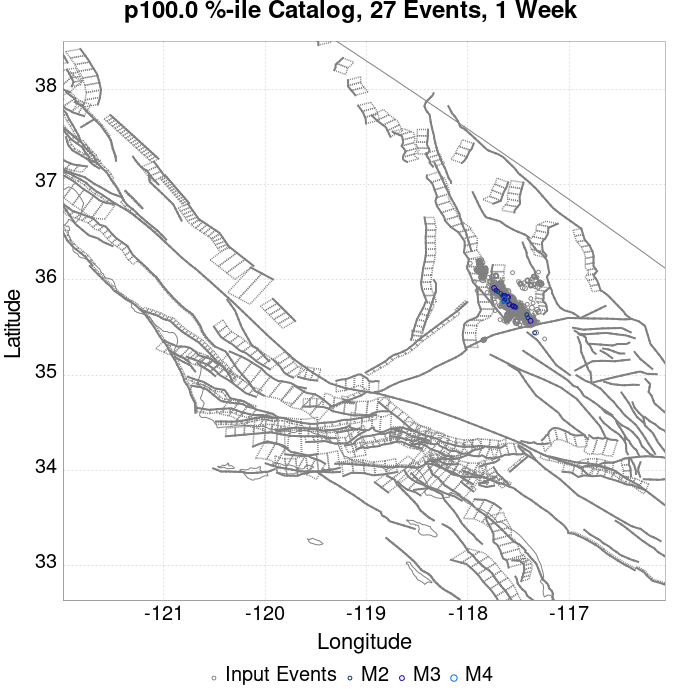 p100.0 %-ile Catalog, 27 Events, 1 Week
38
37
36
35
34
33
Latitude
-121 -120 -119 -118 -117
Longitude
Input Events M2 M3 M4